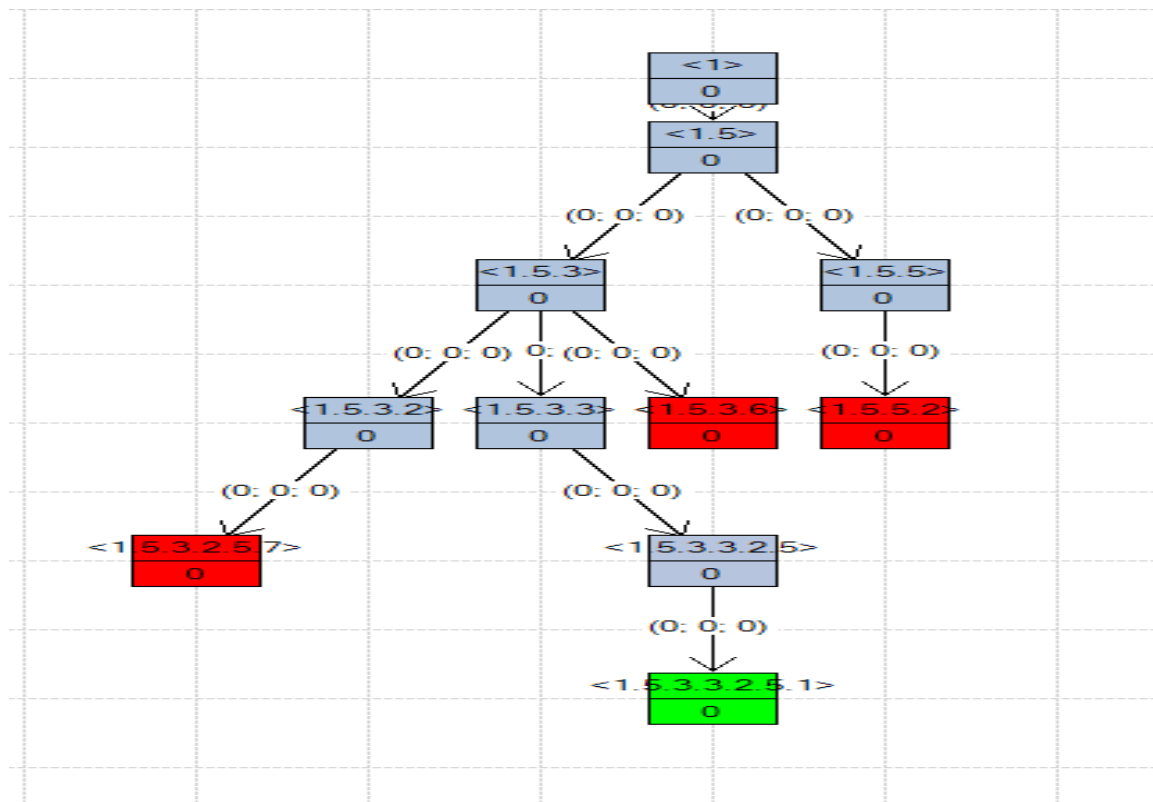 <1>
0
(0; 0; 0)
<1.5>
0
(0; 0; 0) (0; 0; 0)
<1.5.3> <1.5.5>
0 0
(0; 0; 0) 0; (0; 0; 0) (0; 0; 0)
<1.5.3.2> <1.5.3.3> <1.5.3.6> <1.5.5.2>
0 0 0 0
(0; 0; 0) (0; 0; 0)
<1.5.3.2.5.7> <1.5.3.3.2.5>
0 0
(0; 0; 0)
<1.5.3.3.2.5.1>
0